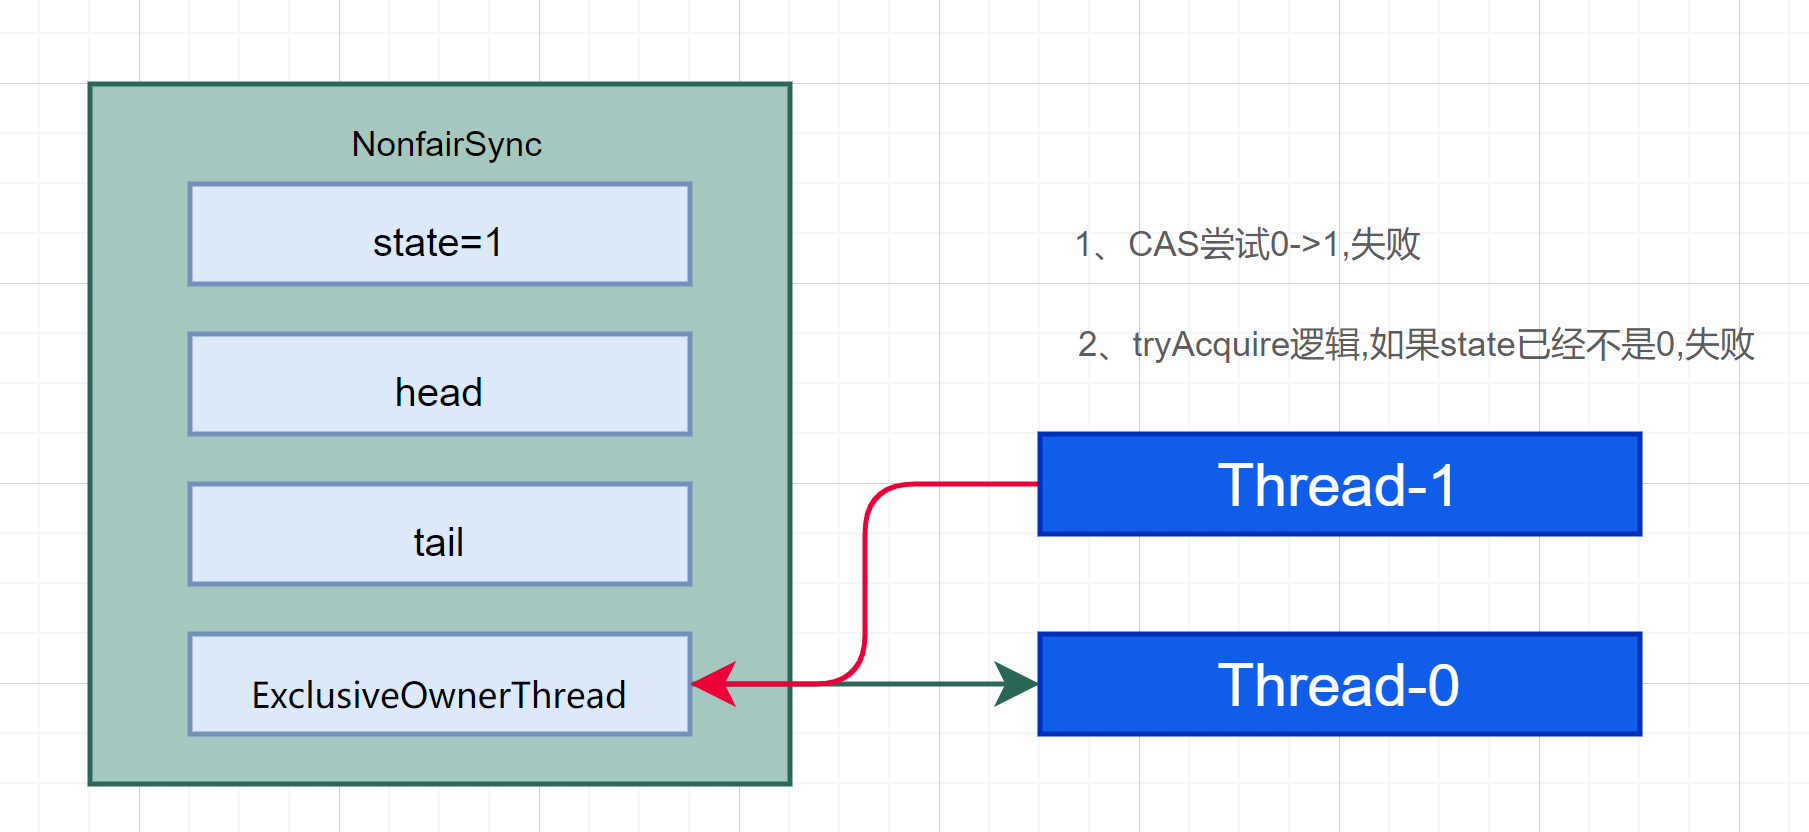 NonfairSync
state=1
head
tail
ExclusiveOwnerThread
1、CAS尝试0->1,失败
2、tryAcquire逻辑,如果state已经不是0,失败
Thread-1
Thread-0